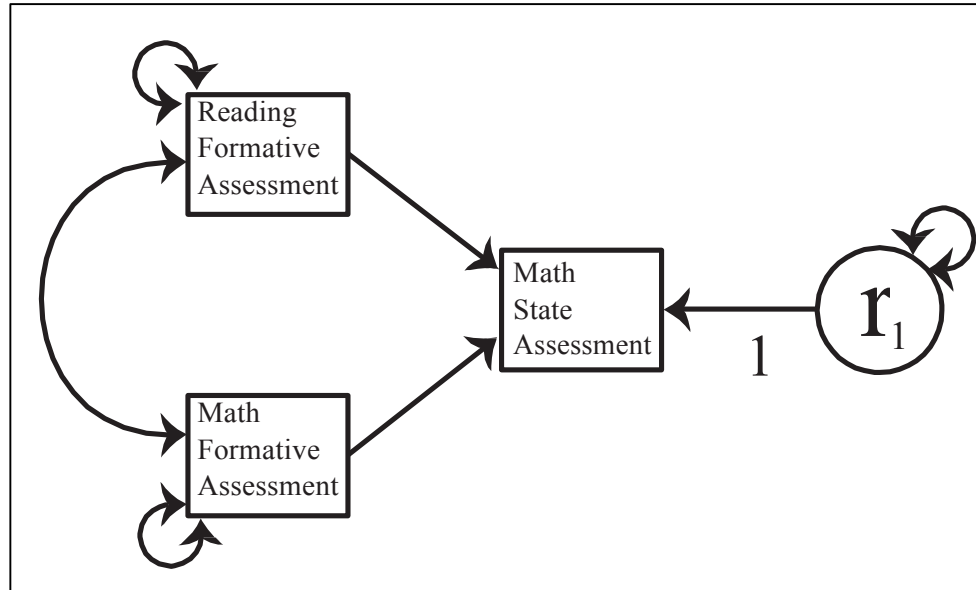 Reading
Formative
Assessment
Math
State
Assessment
r₁
1
Math
Formative
Assessment